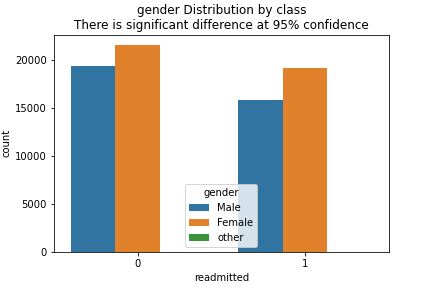 gender Distribution by class
There is significant difference at 95% confidence
20000
15000
10000
5000
0
count
gender
Male
Female
other
0 1
readmitted